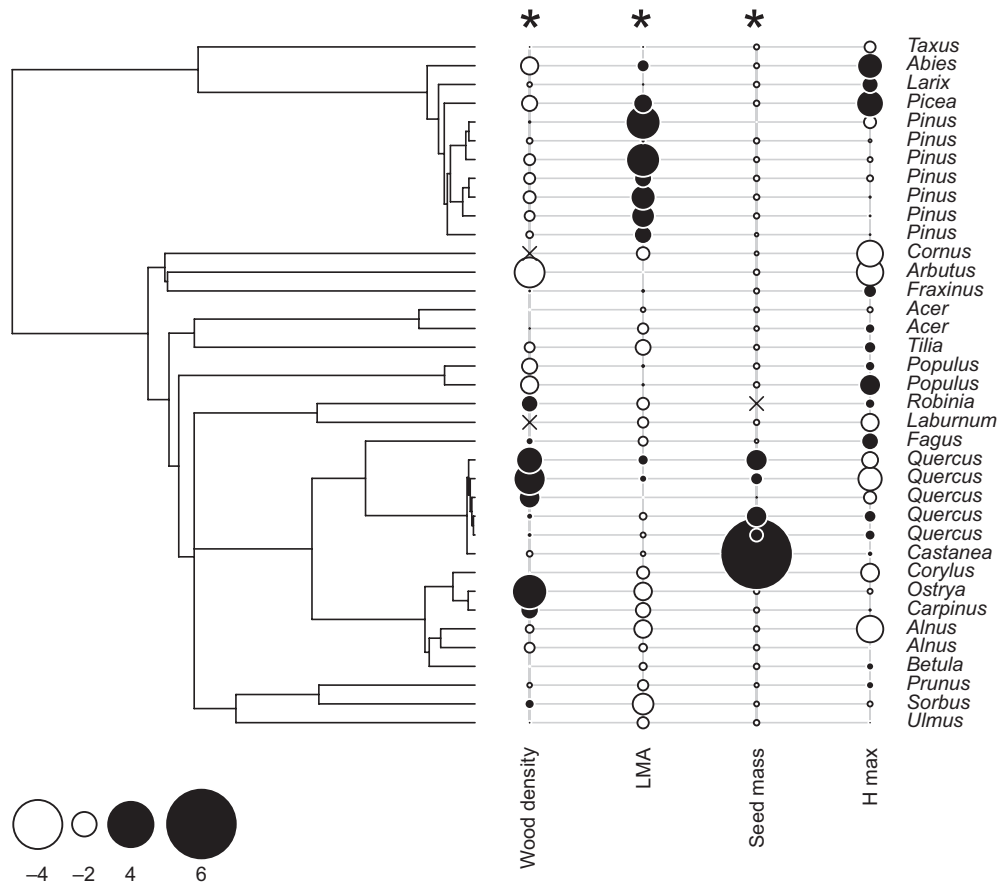 * * *
Taxus
Abies
Larix
Picea
Pinus
Pinus
Pinus
Pinus
Pinus
Pinus
Pinus
Cornus
Arbutus
Fraxinus
Acer
Acer
Tilia
Populus
Populus
Robinia
Laburnum
Fagus
Quercus
Quercus
Quercus
Quercus
Quercus
Castanea
Corylus
Ostrya
Carpinus
Alnus
Alnus
Betula
Prunus
Sorbus
Ulmus
Wood density
LMA
Seed mass
H max
–4 –2 4 6